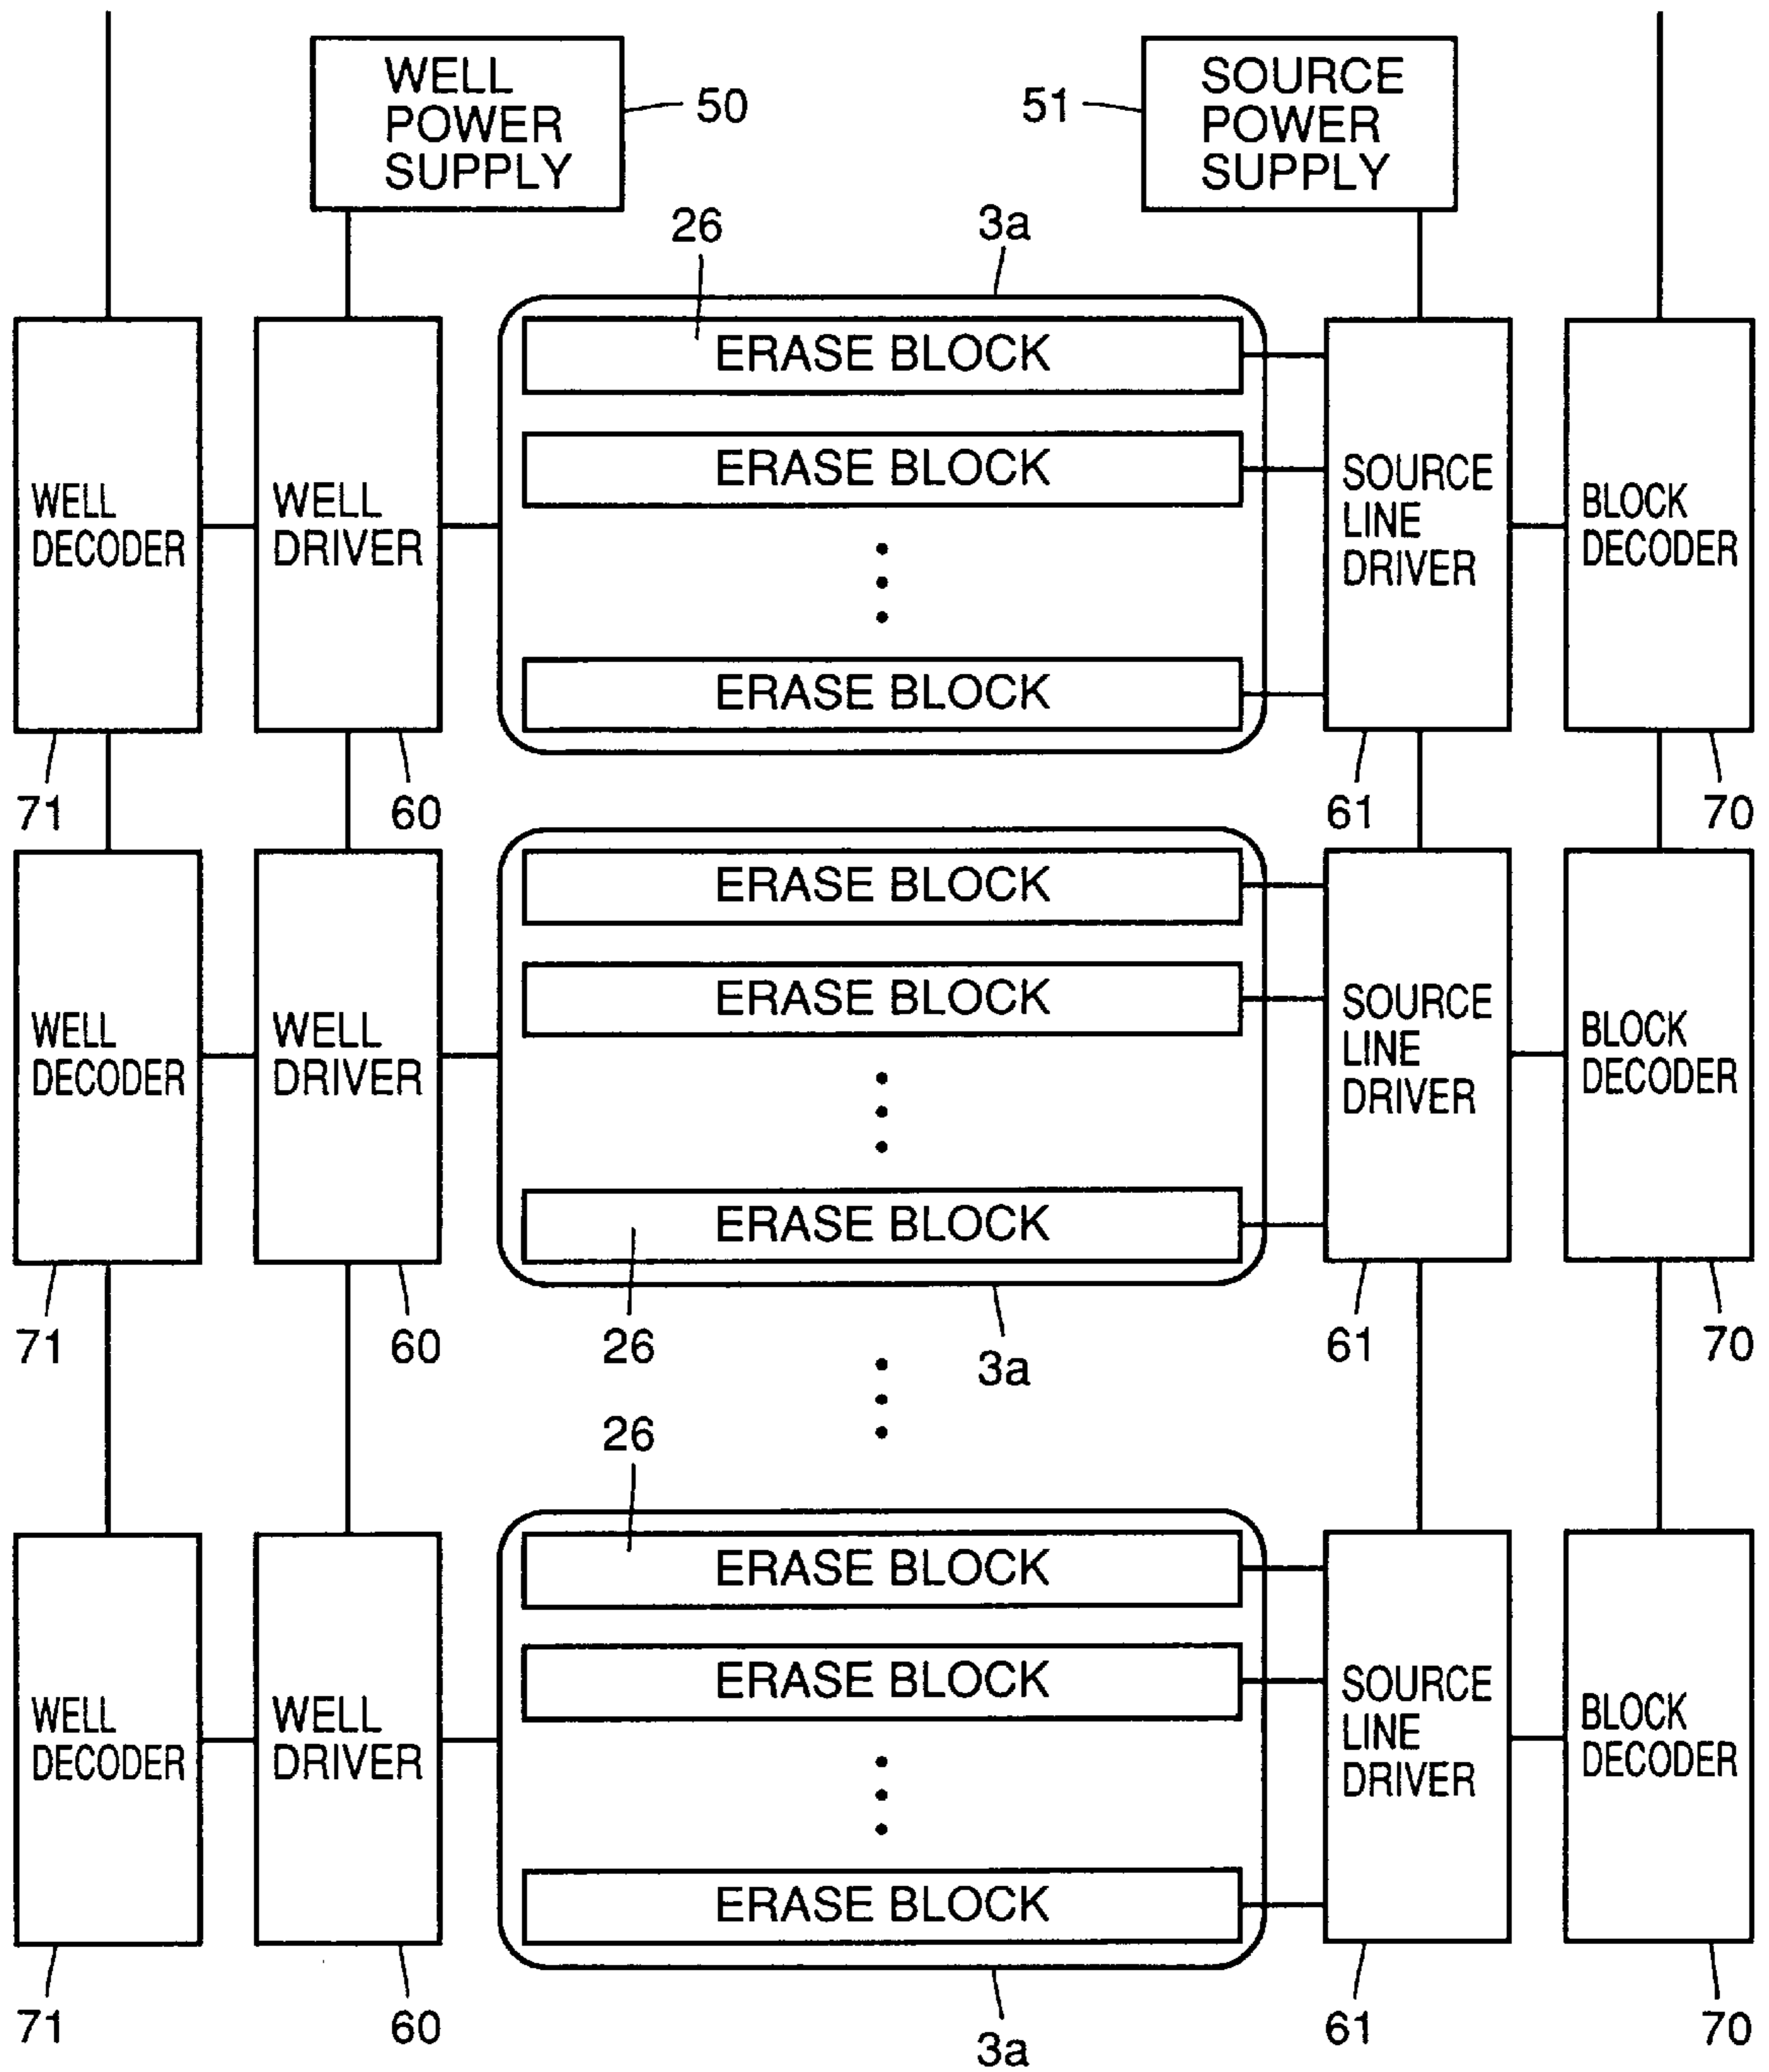 WELL
POWER
SUPPLY
50
51
SOURCE
POWER
SUPPLY
26
3a
WELL
DECODER
WELL
DRIVER
ERASE BLOCK
ERASE BLOCK
ERASE BLOCK
SOURCE
LINE
DRIVER
BLOCK
DECODER
71
60
61
70
WELL
DECODER
WELL
DRIVER
ERASE BLOCK
ERASE BLOCK
ERASE BLOCK
SOURCE
LINE
DRIVER
BLOCK
DECODER
71
60
26
3a
61
70
26
WELL
DECODER
WELL
DRIVER
ERASE BLOCK
ERASE BLOCK
ERASE BLOCK
SOURCE
LINE
DRIVER
BLOCK
DECODER
71
60
3a
61
70